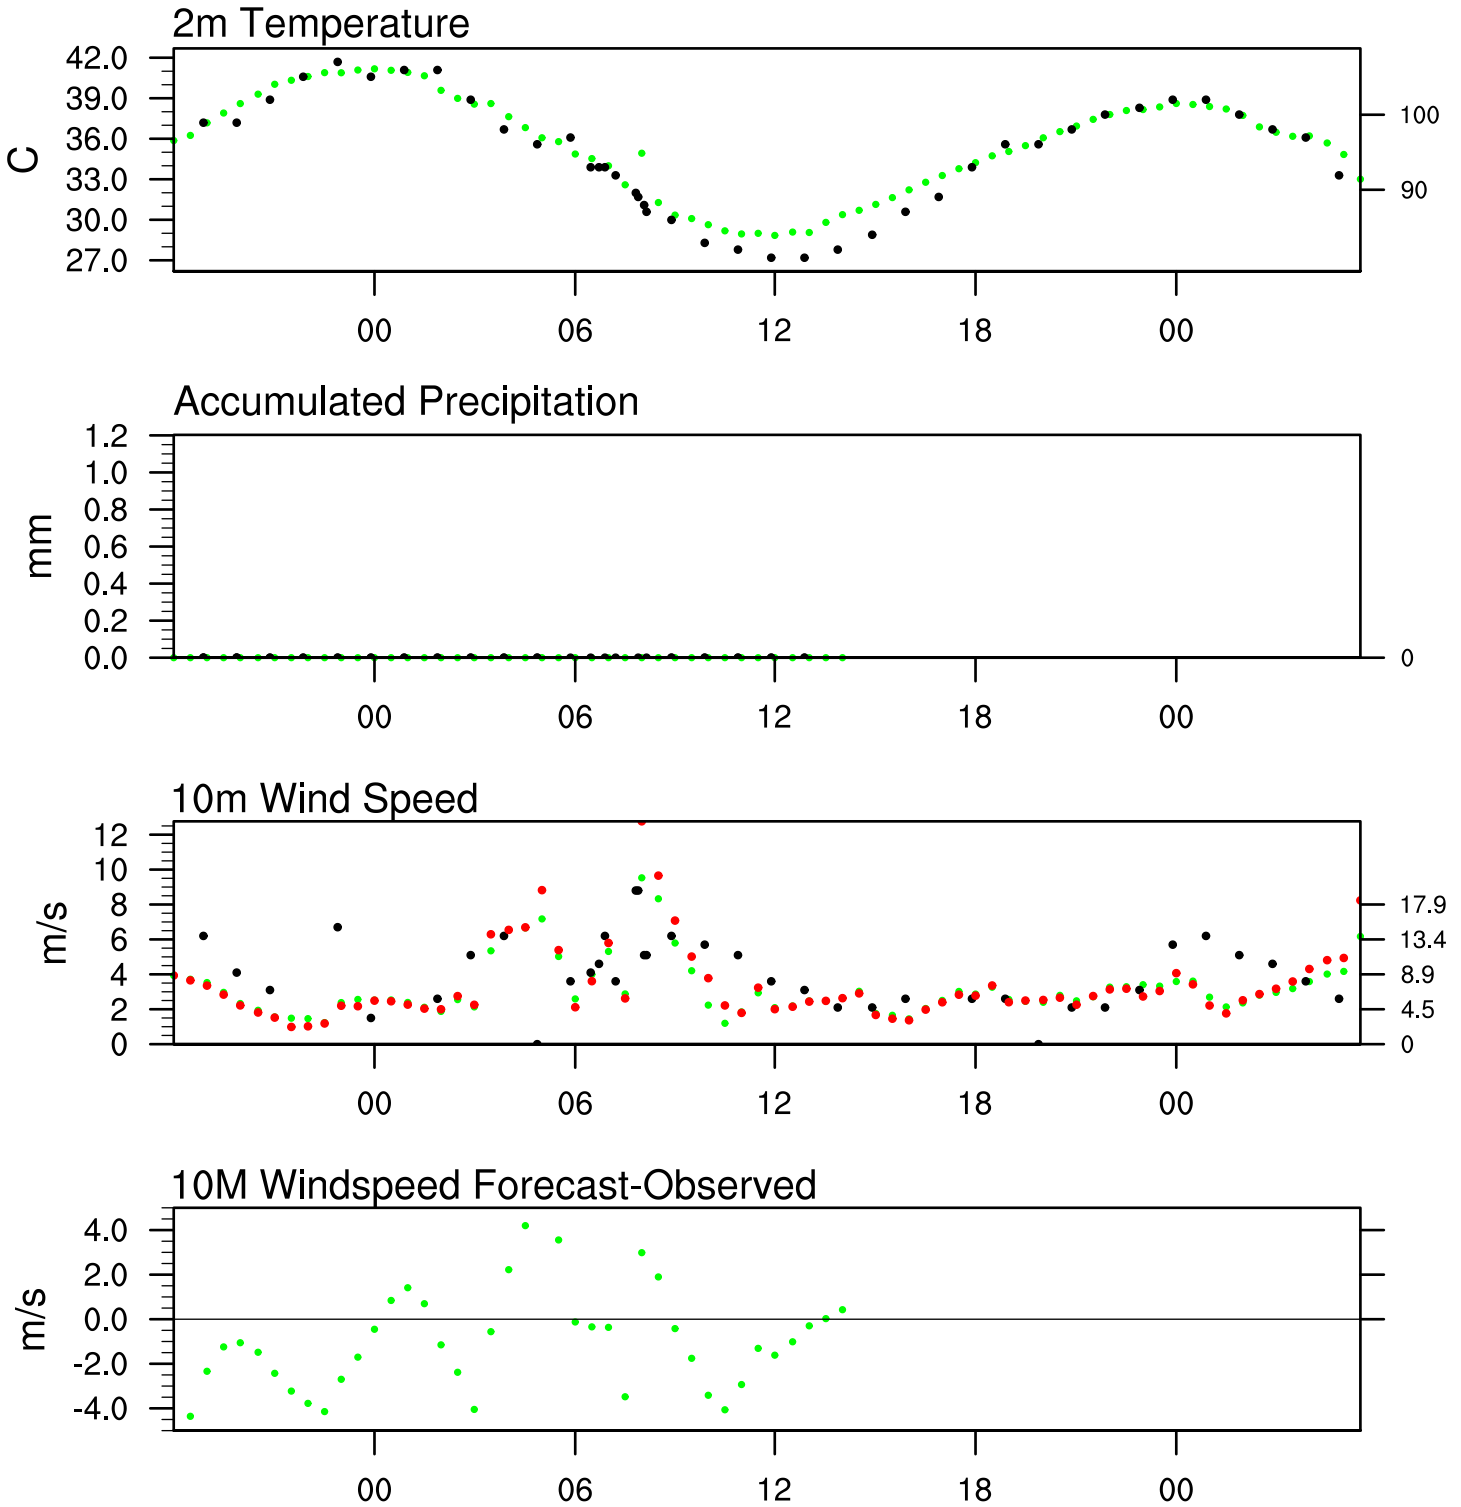 2m Temperature
42.0
39.0
36.0
33.0
30.0
27.0
C
100
90
00 06 12 18 00
Accumulated Precipitation
1.2
1.0
0.8
0.6
0.4
0.2
0.0
mm
0
00 06 12 18 00
10m Wind Speed
12
10
8
6
4
2
0
m/s
17.9
13.4
8.9
4.5
0
00 06 12 18 00
10M Windspeed Forecast-Observed
4.0
2.0
0.0
-2.0
-4.0
m/s
00 06 12 18 00